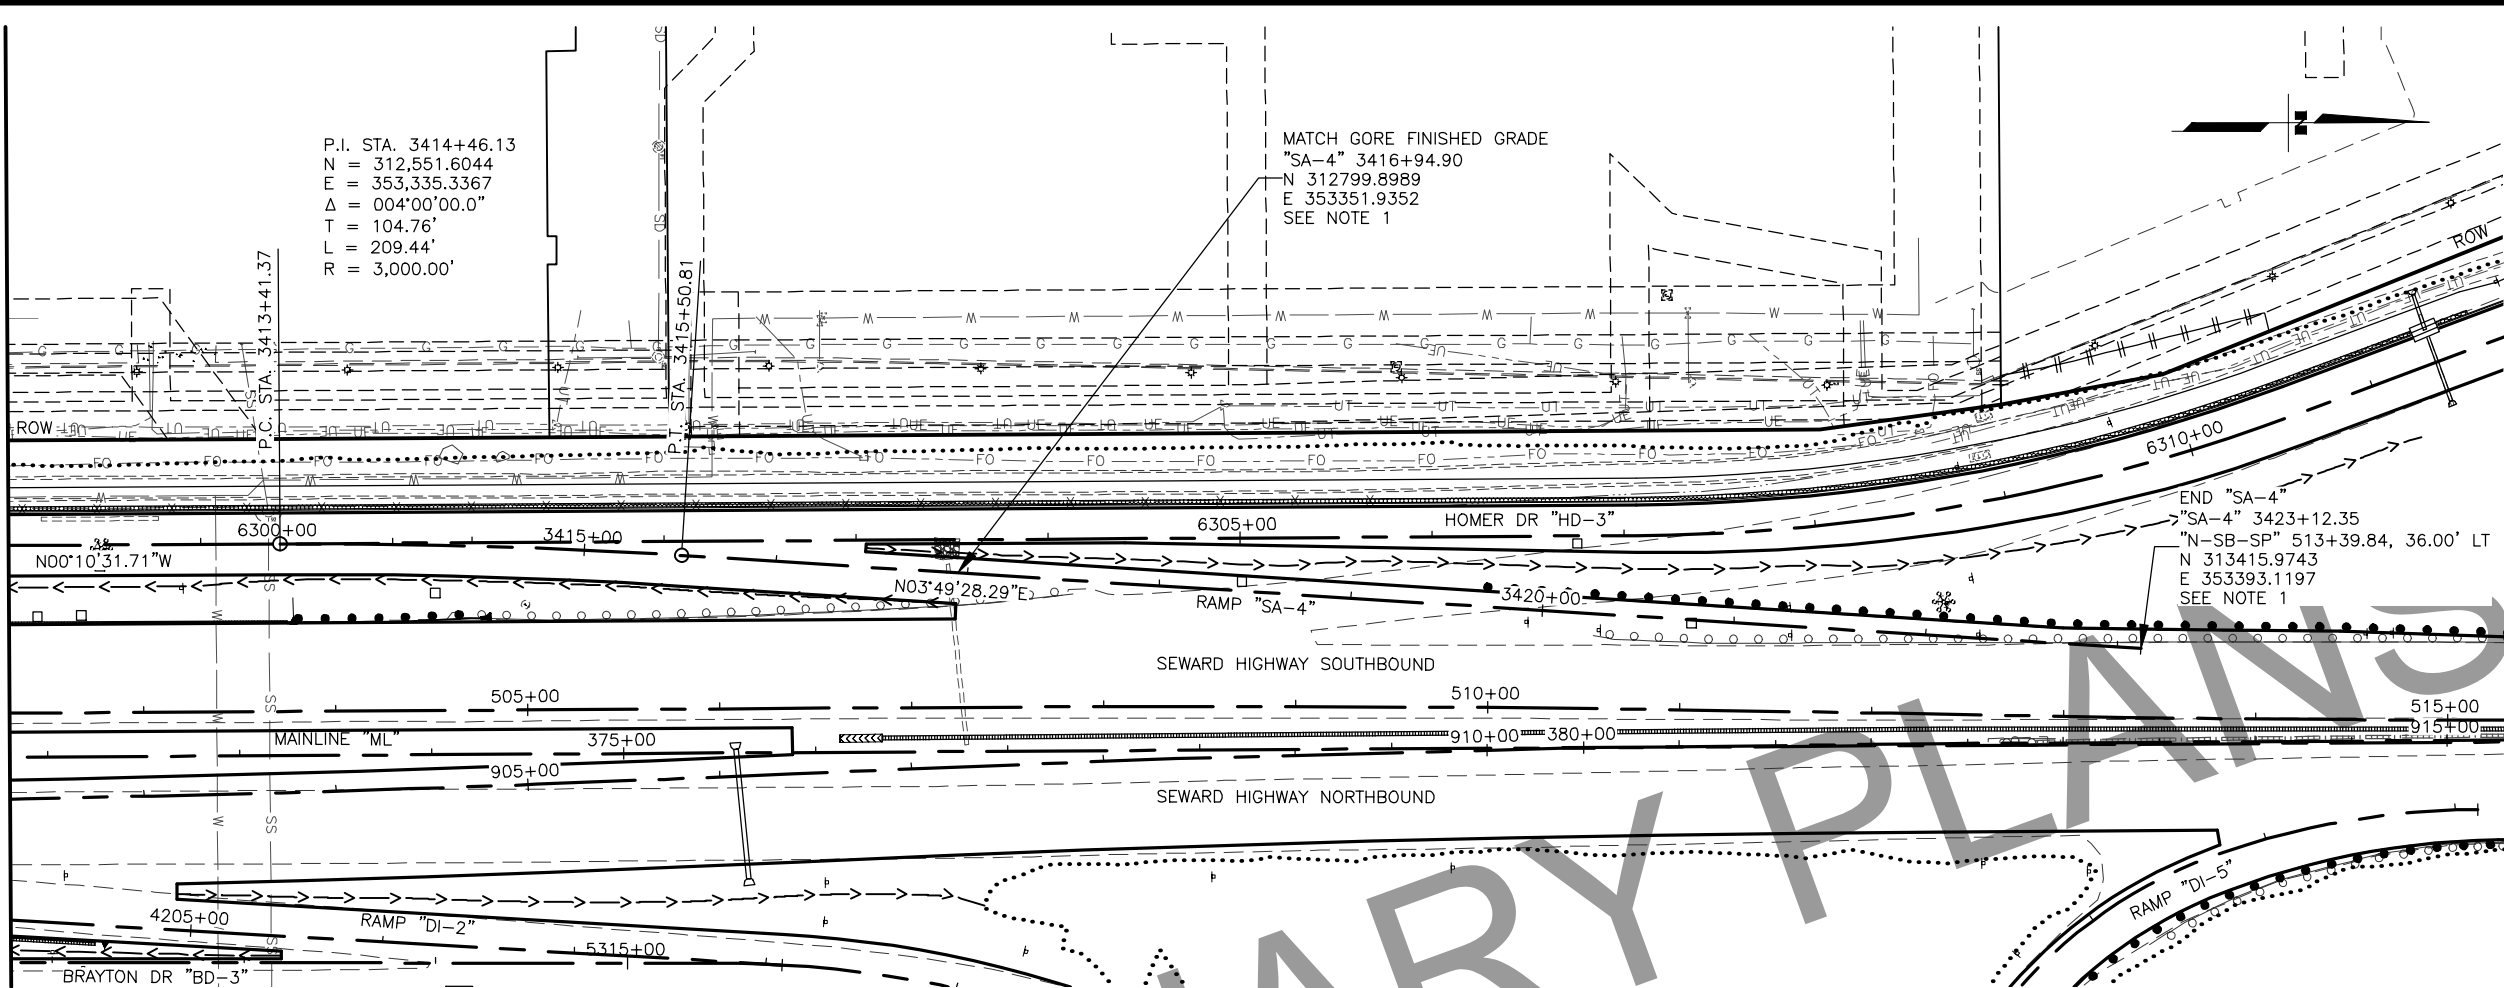 P.I. STA. 3414+46.13
N = 312,551.6044
E = 353,335.3367
Δ = 004°00'00.0"
T = 104.76'
L = 209.44'
R = 3,000.00'
P.C. STA. 3413+41.37
P.T. STA. 3415+50.81
MATCH GORE FINISHED GRADE
"SA-4" 3416+94.90
N 312799.8989
E 353351.9352
SEE NOTE 1
N
ROW
ROW
6310+00
END "SA-4"
"SA-4" 3423+12.35
"N-SB-SP" 513+39.84, 36.00' LT
N 313415.9743
E 353393.1197
SEE NOTE 1
6300+00
3415+00
6305+00
HOMER DR "HD-3"
N00°10'31.71"W
N03°49'28.29"E
RAMP "SA-4"
3420+00
SEWARD HIGHWAY SOUTHBOUND
505+00
510+00
515+00
MAINLINE "ML"
375+00
910+00
380+00
915+00
905+00
SEWARD HIGHWAY NORTHBOUND
4205+00
RAMP "DI-2"
5315+00
RAMP "DI-5"
BRAYTON DR "BD-3"
ARY PLANS